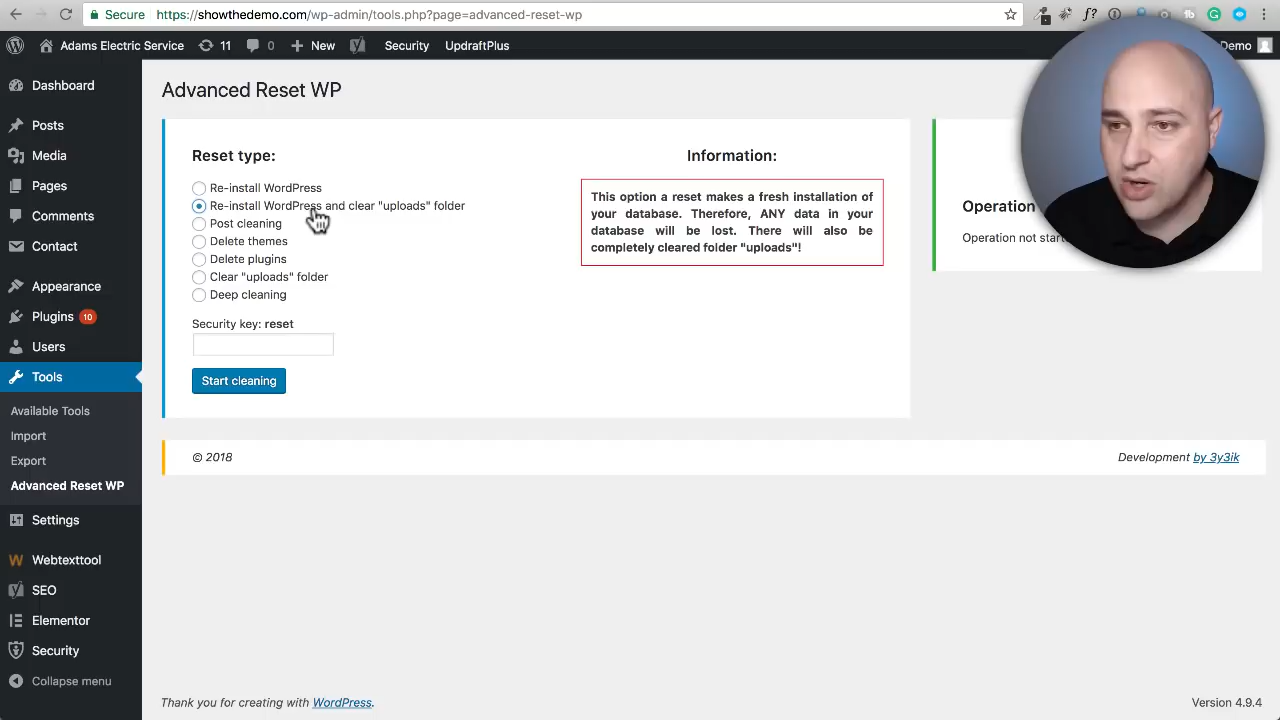 Secure
https://showthedemo.com/wp-admin/tools.php?page=advanced-reset-wp
Adams Electric Service
11
0
New
Security
UpdraftPlus
Demo
Dashboard
Posts
Media
Pages
Comments
Contact
Appearance
Plugins 10
Users
Tools
Available Tools
Import
Export
Advanced Reset WP
Settings
Webtexttool
SEO
Elementor
Security
Collapse menu
Advanced Reset WP
Reset type:
Re-install WordPress
Re-install WordPress and clear "uploads" folder
Post cleaning
Delete themes
Delete plugins
Clear "uploads" folder
Deep cleaning
Security key: reset
Start cleaning
Information:
This option a reset makes a fresh installation of
your database. Therefore, ANY data in your
database will be lost. There will also be
completely cleared folder "uploads"!
Operation
Operation not start
© 2018
Development by 3y3ik
Thank you for creating with WordPress.
Version 4.9.4